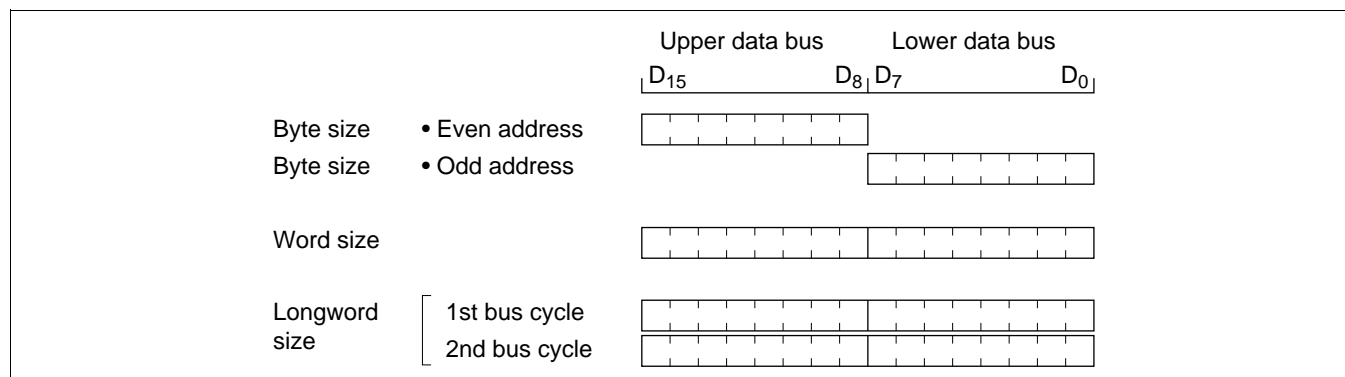 Upper data bus Lower data bus
D15 D8 D7 D0
Byte size • Even address
Byte size • Odd address
Word size
Longword size 1st bus cycle
2nd bus cycle